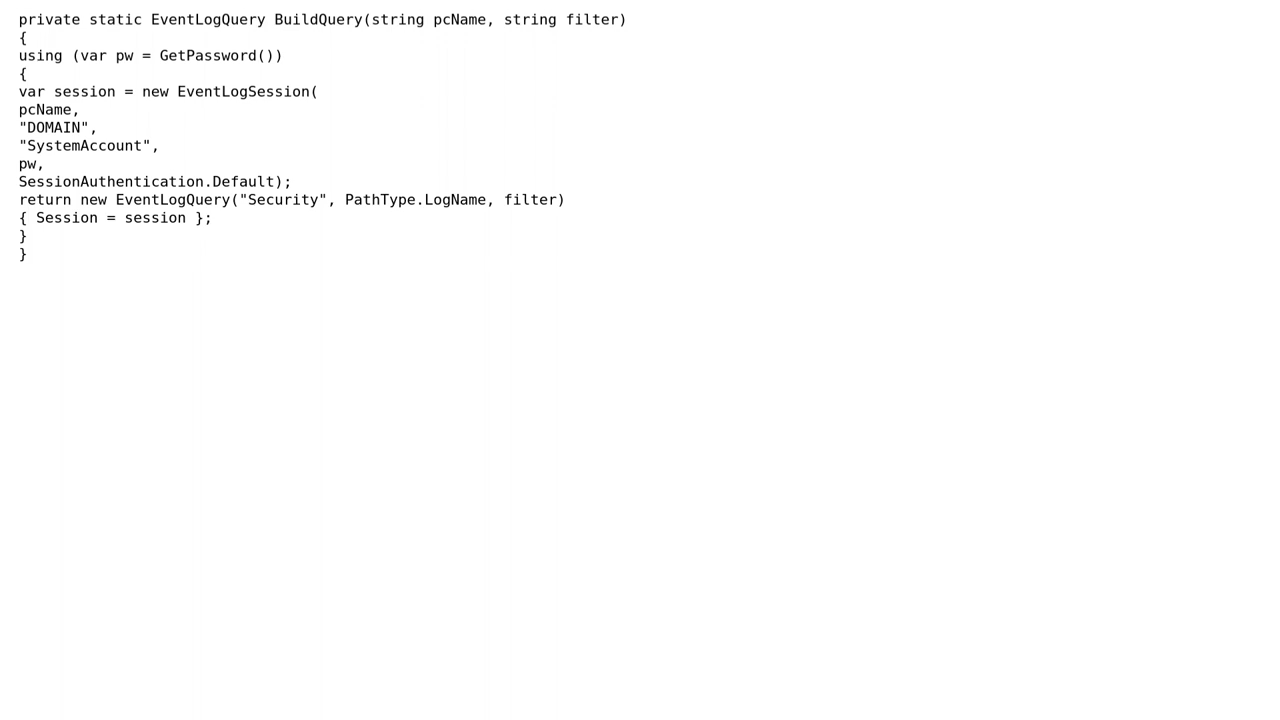 private static EventLogQuery BuildQuery(string pcName, string filter)
{
using (var pw = GetPassword())
{
var session = new EventLogSession(
pcName,
"DOMAIN",
"SystemAccount",
pw,
SessionAuthentication.Default);
return new EventLogQuery("Security", PathType.LogName, filter)
{ Session = session };
}
}